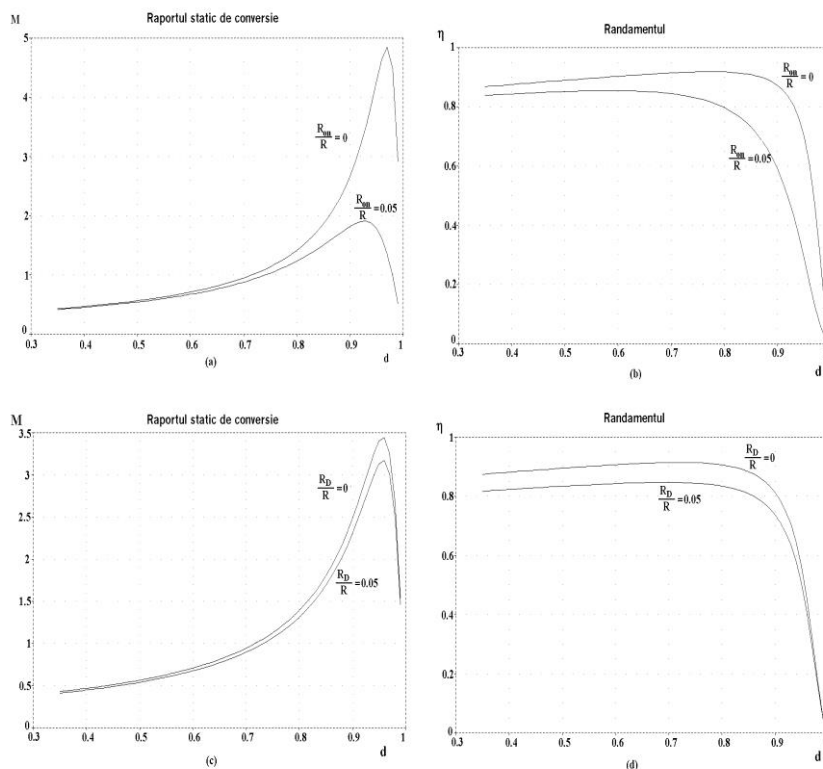 M
Raportul static de conversie
5
4
3
2
1
0
R_on/R = 0
R_on/R = 0.05
0.3 0.4 0.5 0.6 0.7 0.8 0.9 1
d
(a)
η
Randamentul
1
0.8
0.6
0.4
0.2
0
R_on/R = 0
R_on/R = 0.05
0.3 0.4 0.5 0.6 0.7 0.8 0.9
d
(b)
M
Raportul static de conversie
3.5
3
2.5
2
1.5
1
0.5
0
R_D/R = 0
R_D/R = 0.05
0.3 0.4 0.5 0.6 0.7 0.8 0.9 1
d
(c)
η
Randamentul
1
0.8
0.6
0.4
0.2
0
R_D/R = 0
R_D/R = 0.05
0.3 0.4 0.5 0.6 0.7 0.8 0.9
d
(d)